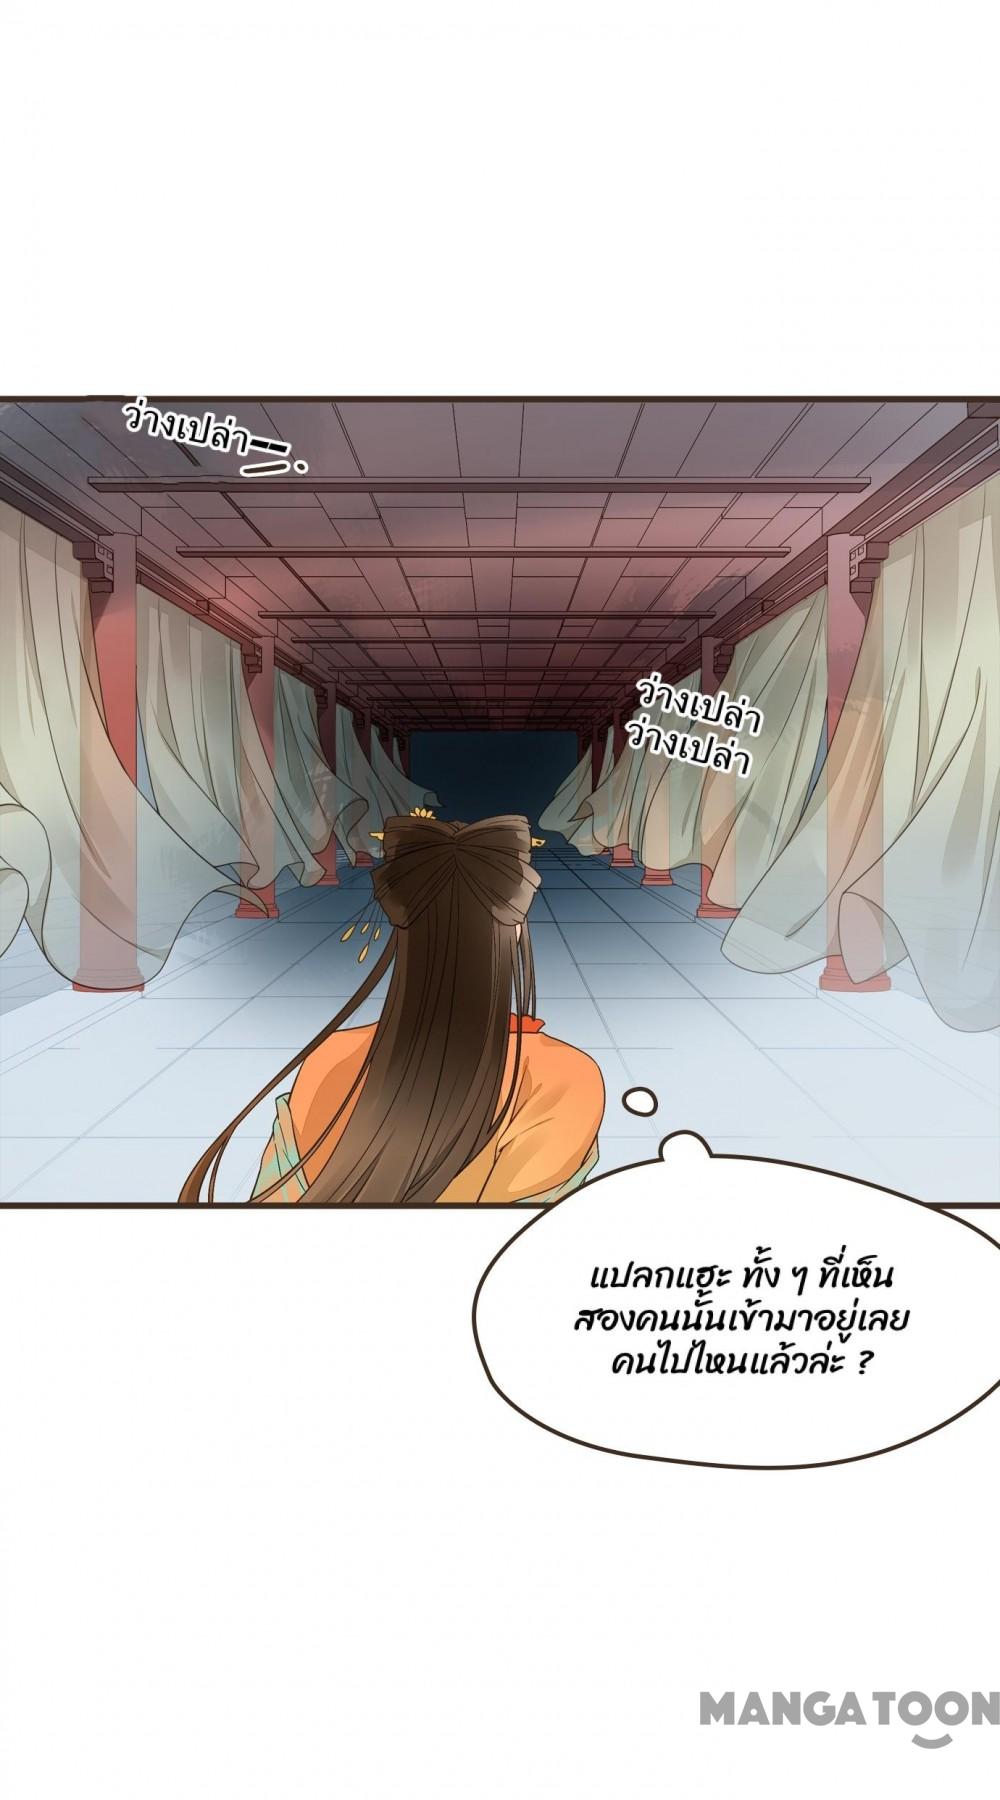 ว่างเปล่า--
ว่างเปล่า
ว่างเปล่า
แปลกแฮะ ทั้ง ๆ ที่เห็น
สองคนนั้นเข้ามาอยู่เลย
คนไปไหนแล้วล่ะ ?
MANGATOON